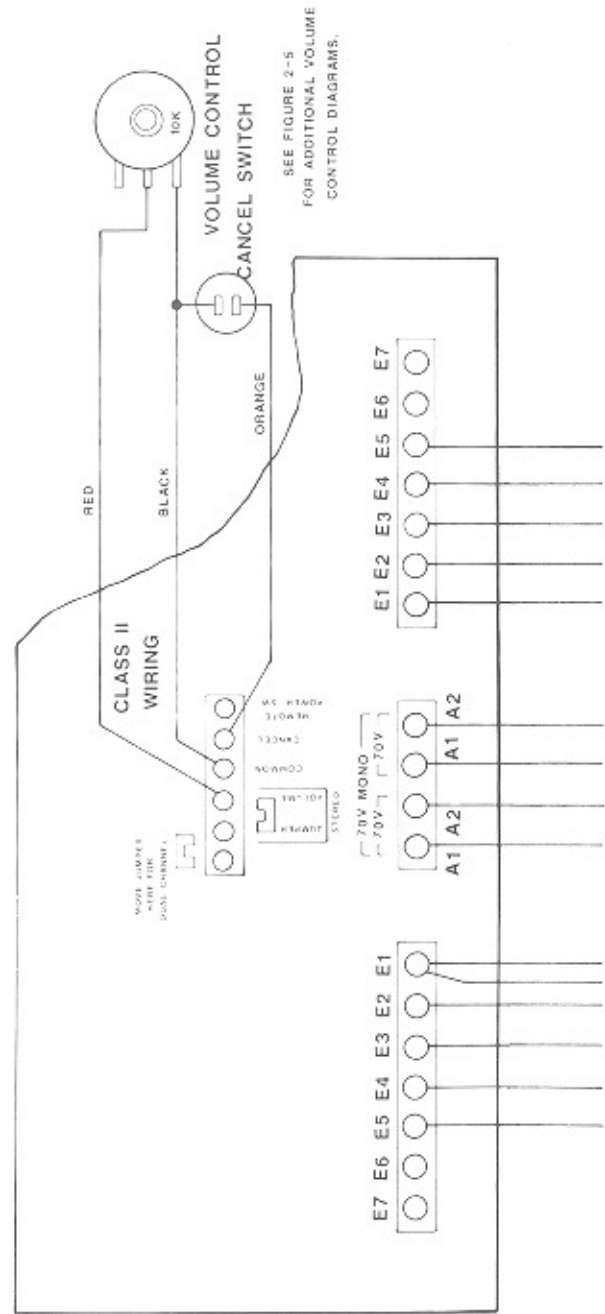 10K
VOLUME CONTROL
CANCEL SWITCH
SEE FIGURE 2-5
FOR ADDITIONAL VOLUME
CONTROL DIAGRAMS.
RED
BLACK
ORANGE
CLASS II
WIRING
MOVE JUMPER
HERE FOR
DUAL CHANNEL
JUMPER
VOLUME
COMMON
CANCEL
REMOTE
POWER SW
STEREO
70V MONO
70V
70V
A1
A2
A1
A2
E7
E6
E5
E4
E3
E2
E1
E1
E2
E3
E4
E5
E6
E7